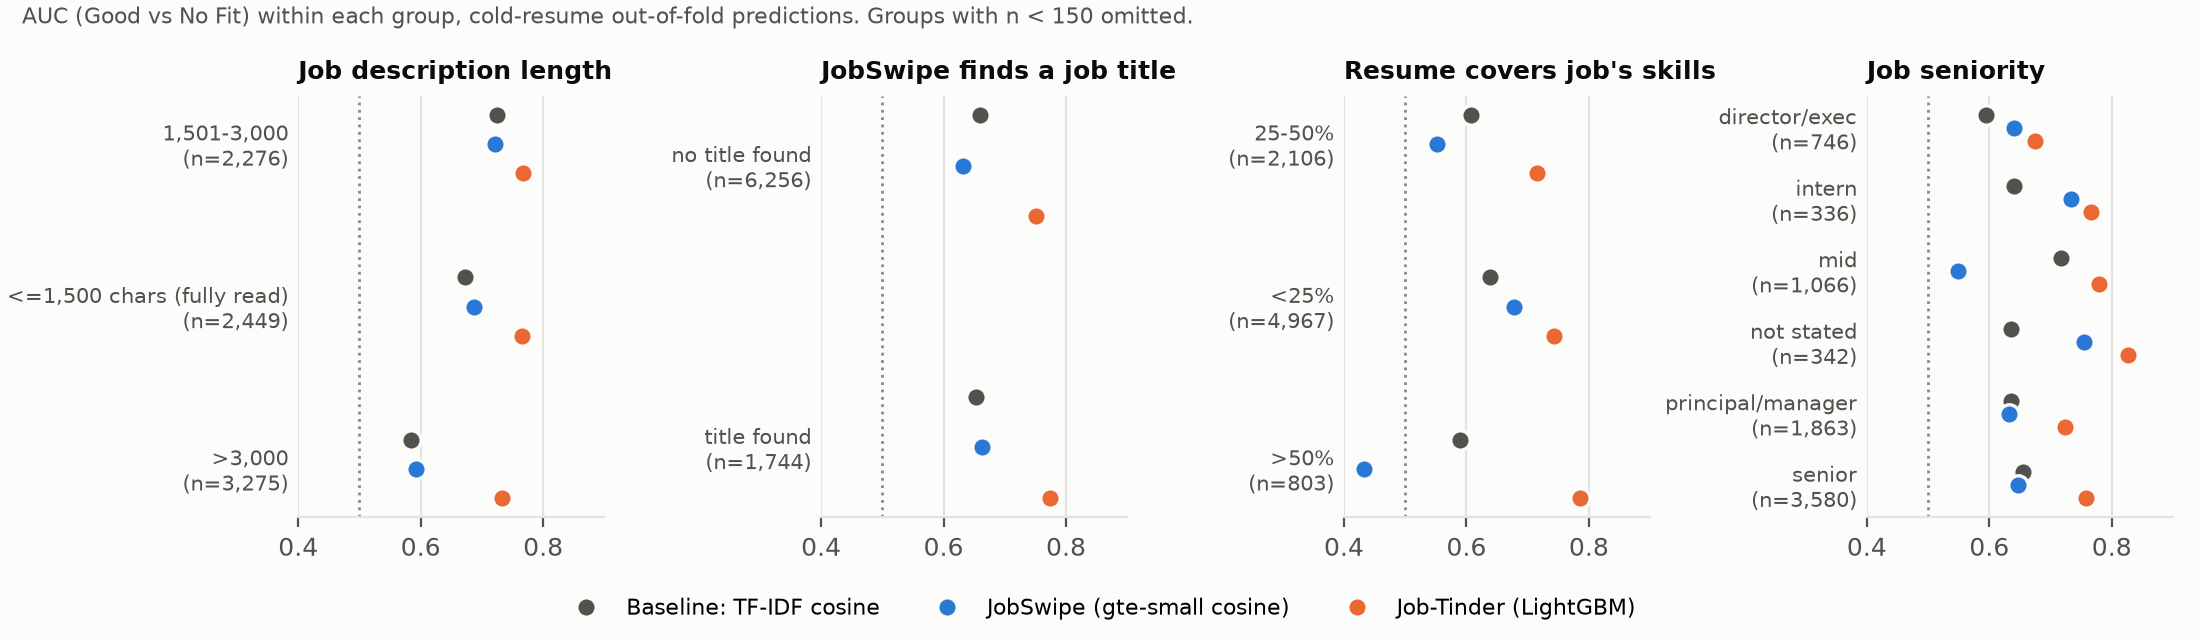 AUC (Good vs No Fit) within each group, cold-resume out-of-fold predictions. Groups with n < 150 omitted.
Job description length
1,501-3,000
(n=2,276)
<=1,500 chars (fully read)
(n=2,449)
>3,000
(n=3,275)
0.4 0.6 0.8
JobSwipe finds a job title
no title found
(n=6,256)
title found
(n=1,744)
0.4 0.6 0.8
Resume covers job's skills
25-50%
(n=2,106)
<25%
(n=4,967)
>50%
(n=803)
0.4 0.6 0.8
Job seniority
director/exec
(n=746)
intern
(n=336)
mid
(n=1,066)
not stated
(n=342)
principal/manager
(n=1,863)
senior
(n=3,580)
0.4 0.6 0.8
Baseline: TF-IDF cosine
JobSwipe (gte-small cosine)
Job-Tinder (LightGBM)